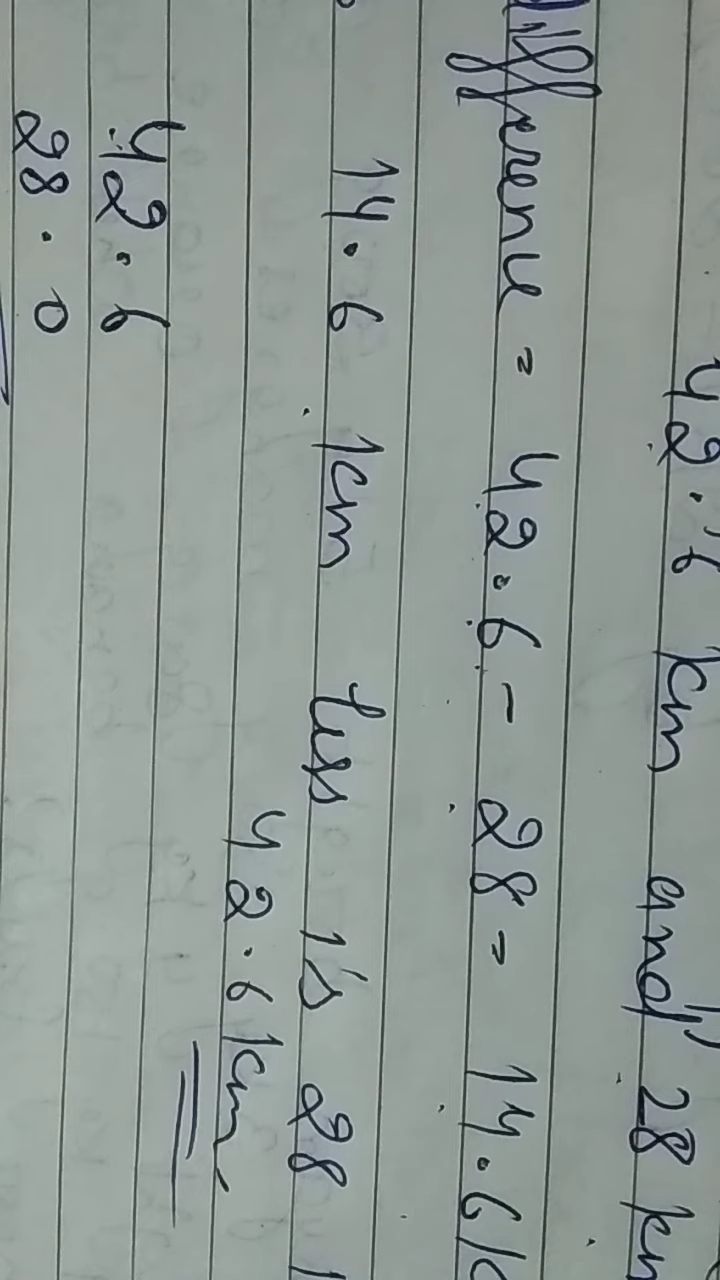 42.6 km and 28 km
Difference = 42.6 - 28 = 14.6 k
14.6 km less is 28
42.6 km
42.6
28.0